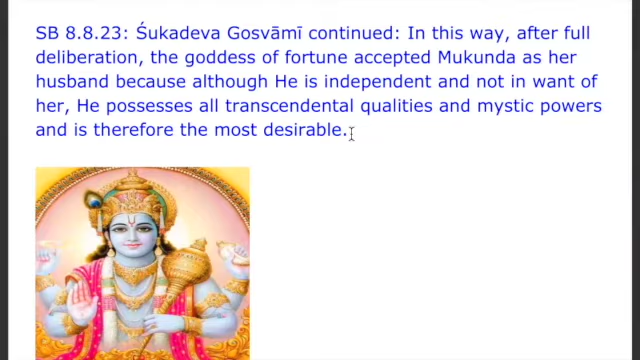 SB 8.8.23: Śukadeva Gosvāmī continued: In this way, after full
deliberation, the goddess of fortune accepted Mukunda as her
husband because although He is independent and not in want of
her, He possesses all transcendental qualities and mystic powers
and is therefore the most desirable.